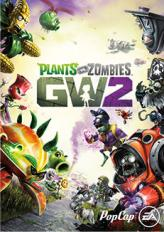 PLANTS vs. ZOMBIES
GW2
PopCap
EA